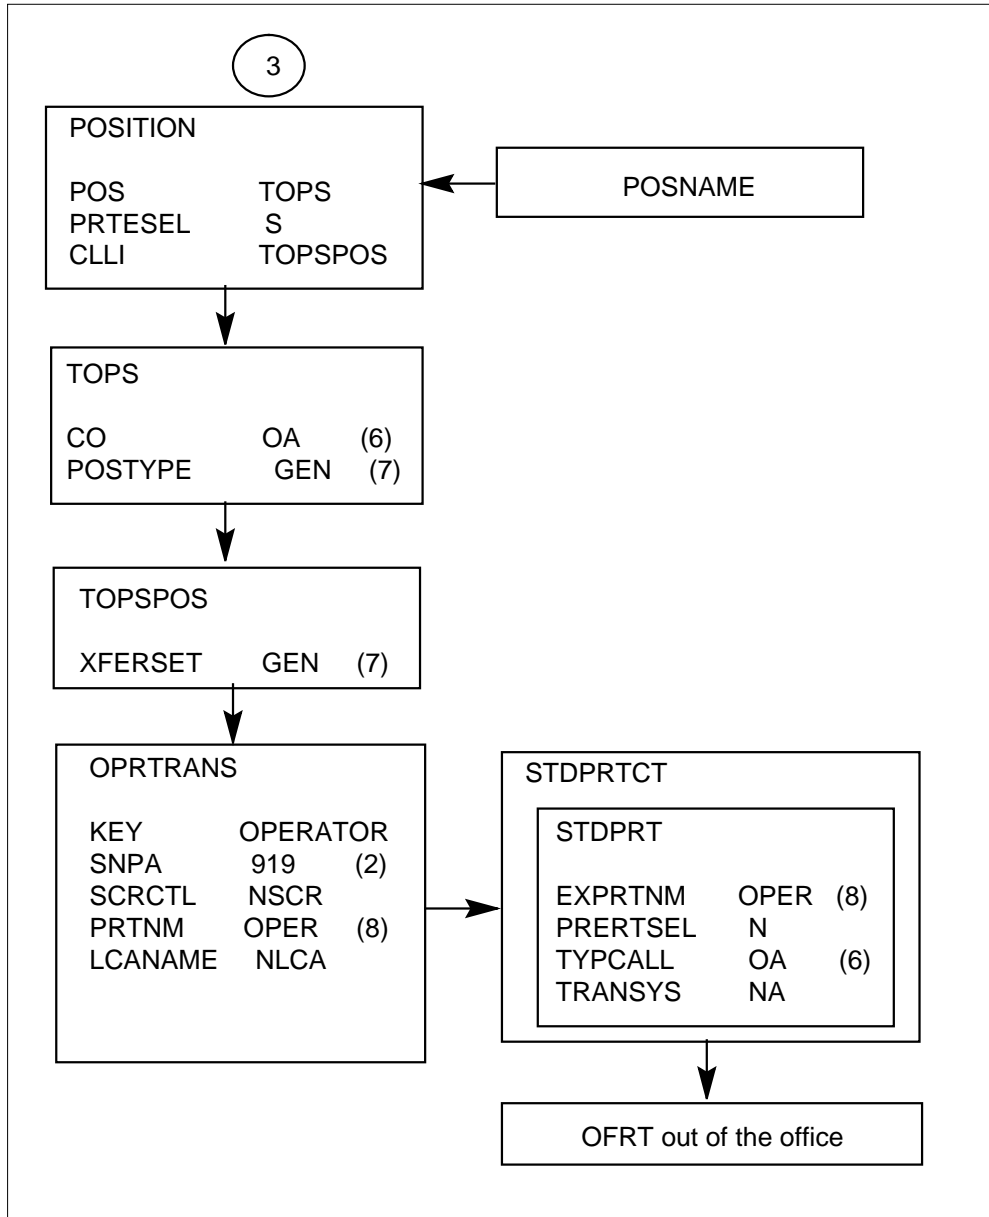 3
POSITION
POS TOPS
PRTESEL S
CLLI TOPSPOS
POSNAME
TOPS
CO OA (6)
POSTYPE GEN (7)
TOPSPOS
XFERSET GEN (7)
OPRTRANS
KEY OPERATOR
SNPA 919 (2)
SCRCTL NSCR
PRTNM OPER (8)
LCANAME NLCA
STDPRTCT
STDPRT
EXPRTNM OPER (8)
PRERTSEL N
TYPCALL OA (6)
TRANSYS NA
OFRT out of the office